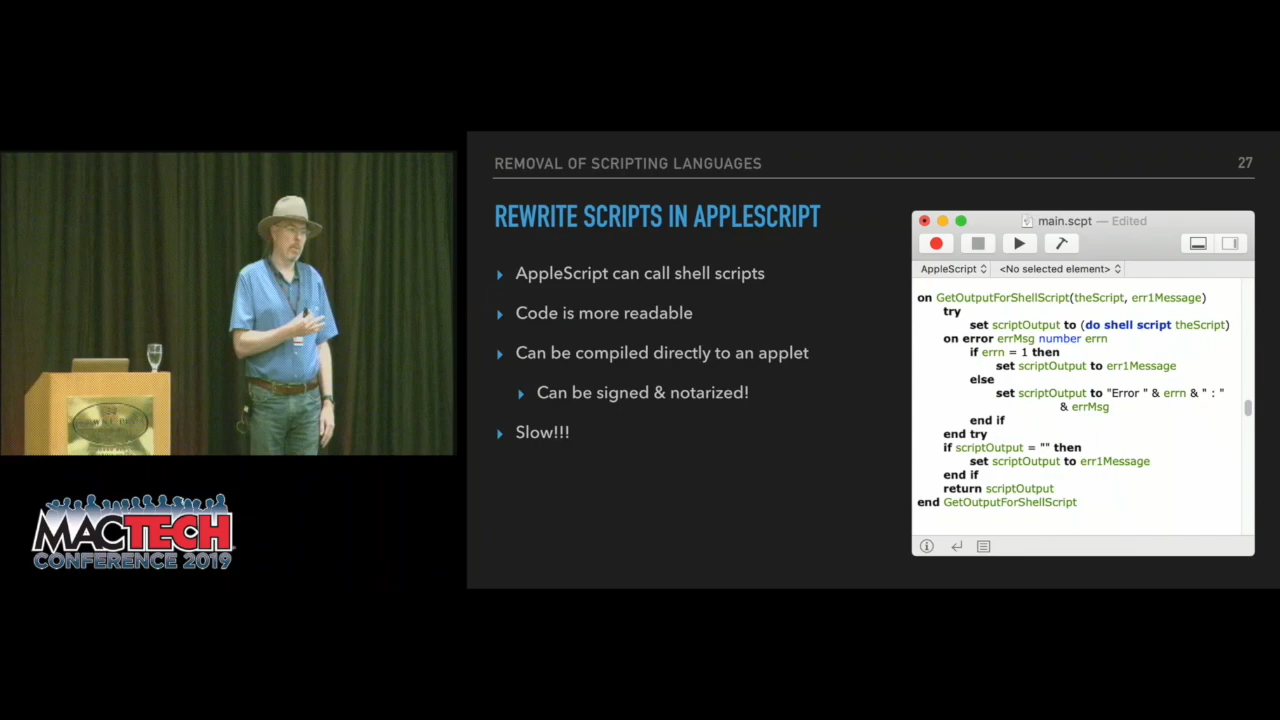 REMOVAL OF SCRIPTING LANGUAGES
27
REWRITE SCRIPTS IN APPLESCRIPT
AppleScript can call shell scripts
Code is more readable
Can be compiled directly to an applet
Can be signed & notarized!
Slow!!!
main.scpt — Edited
AppleScript
<No selected element>
on GetOutputForShellScript(theScript, err1Message)
try
set scriptOutput to (do shell script theScript)
on error errMsg number errn
if errn = 1 then
set scriptOutput to err1Message
else
set scriptOutput to "Error " & errn & " : "
& errMsg
end if
end try
if scriptOutput = "" then
set scriptOutput to err1Message
end if
return scriptOutput
end GetOutputForShellScript
MACTECH
CONFERENCE 2019